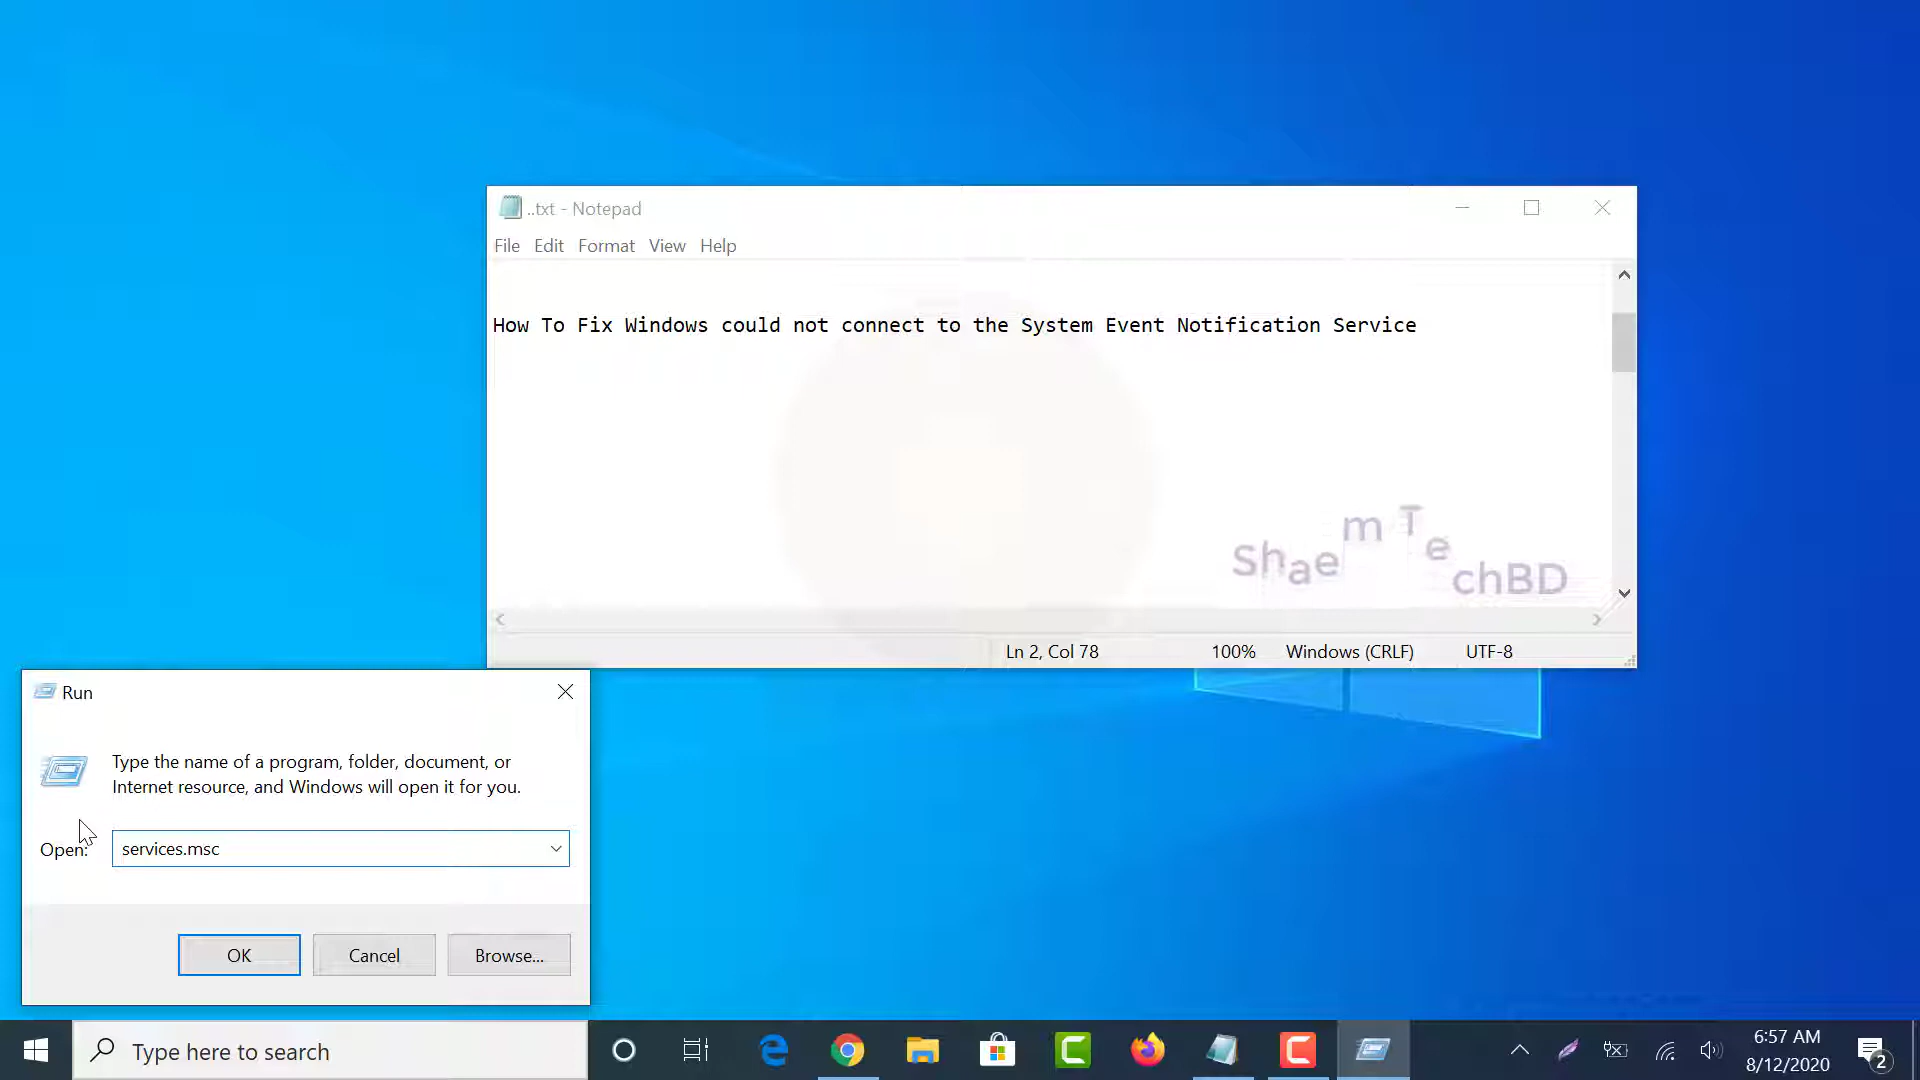 ..txt - Notepad
File Edit Format View Help
How To Fix Windows could not connect to the System Event Notification Service
Shaem TechBD
Ln 2, Col 78 100% Windows (CRLF) UTF-8
Run
Type the name of a program, folder, document, or
Internet resource, and Windows will open it for you.
Open: services.msc
OK Cancel Browse...
Type here to search
6:57 AM
8/12/2020
2